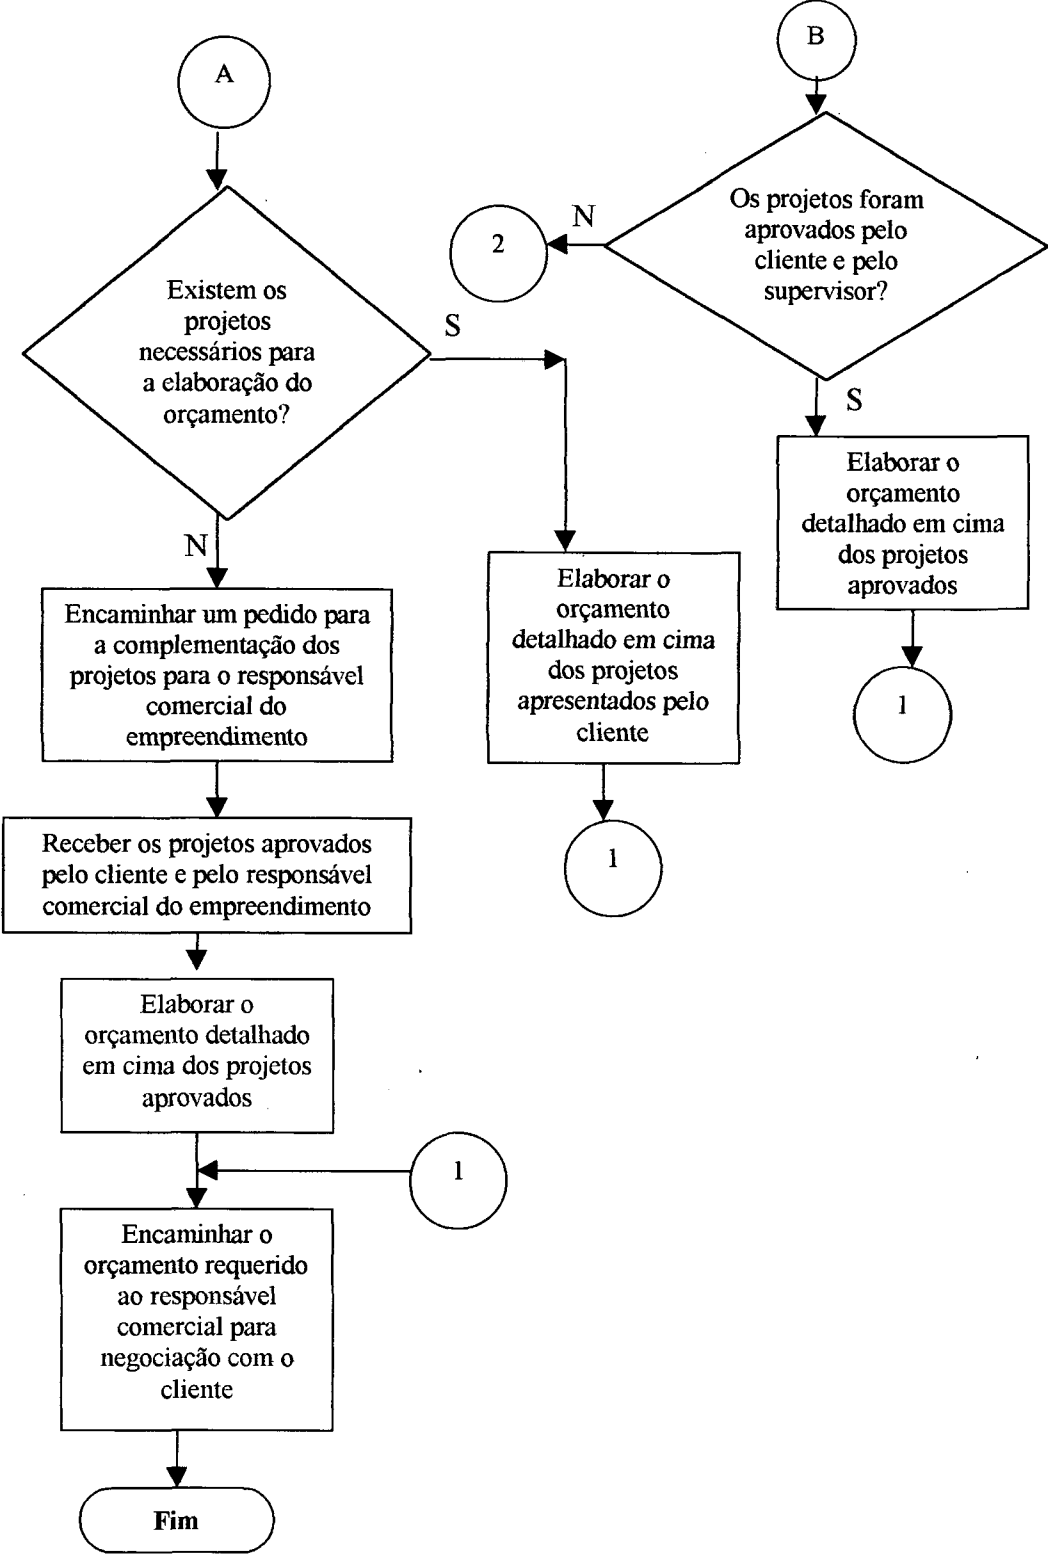 A
Existem os
projetos
necessários para
a elaboração do
orçamento?
S
N
Encaminhar um pedido para
a complementação dos
projetos para o responsável
comercial do
empreendimento
Receber os projetos aprovados
pelo cliente e pelo responsável
comercial do empreendimento
Elaborar o
orçamento detalhado
em cima dos projetos
aprovados
1
Encaminhar o
orçamento requerido
ao responsável
comercial para
negociação com o
cliente
Fim
Elaborar o
orçamento
detalhado em cima
dos projetos
apresentados pelo
cliente
1
B
Os projetos foram
aprovados pelo
cliente e pelo
supervisor?
N
2
S
Elaborar o
orçamento
detalhado em cima
dos projetos
aprovados
1